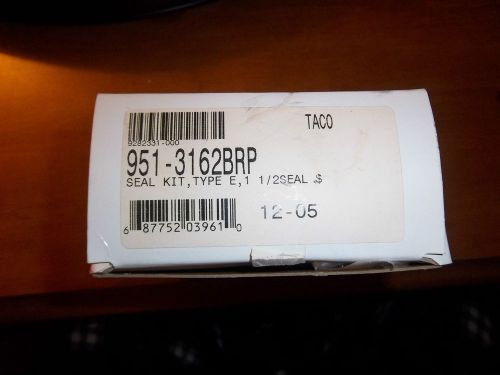 TACO
9282331-000
951-3162BRP
SEAL KIT,TYPE E,1 1/2SEAL $
6 87752 03961 0
12-05